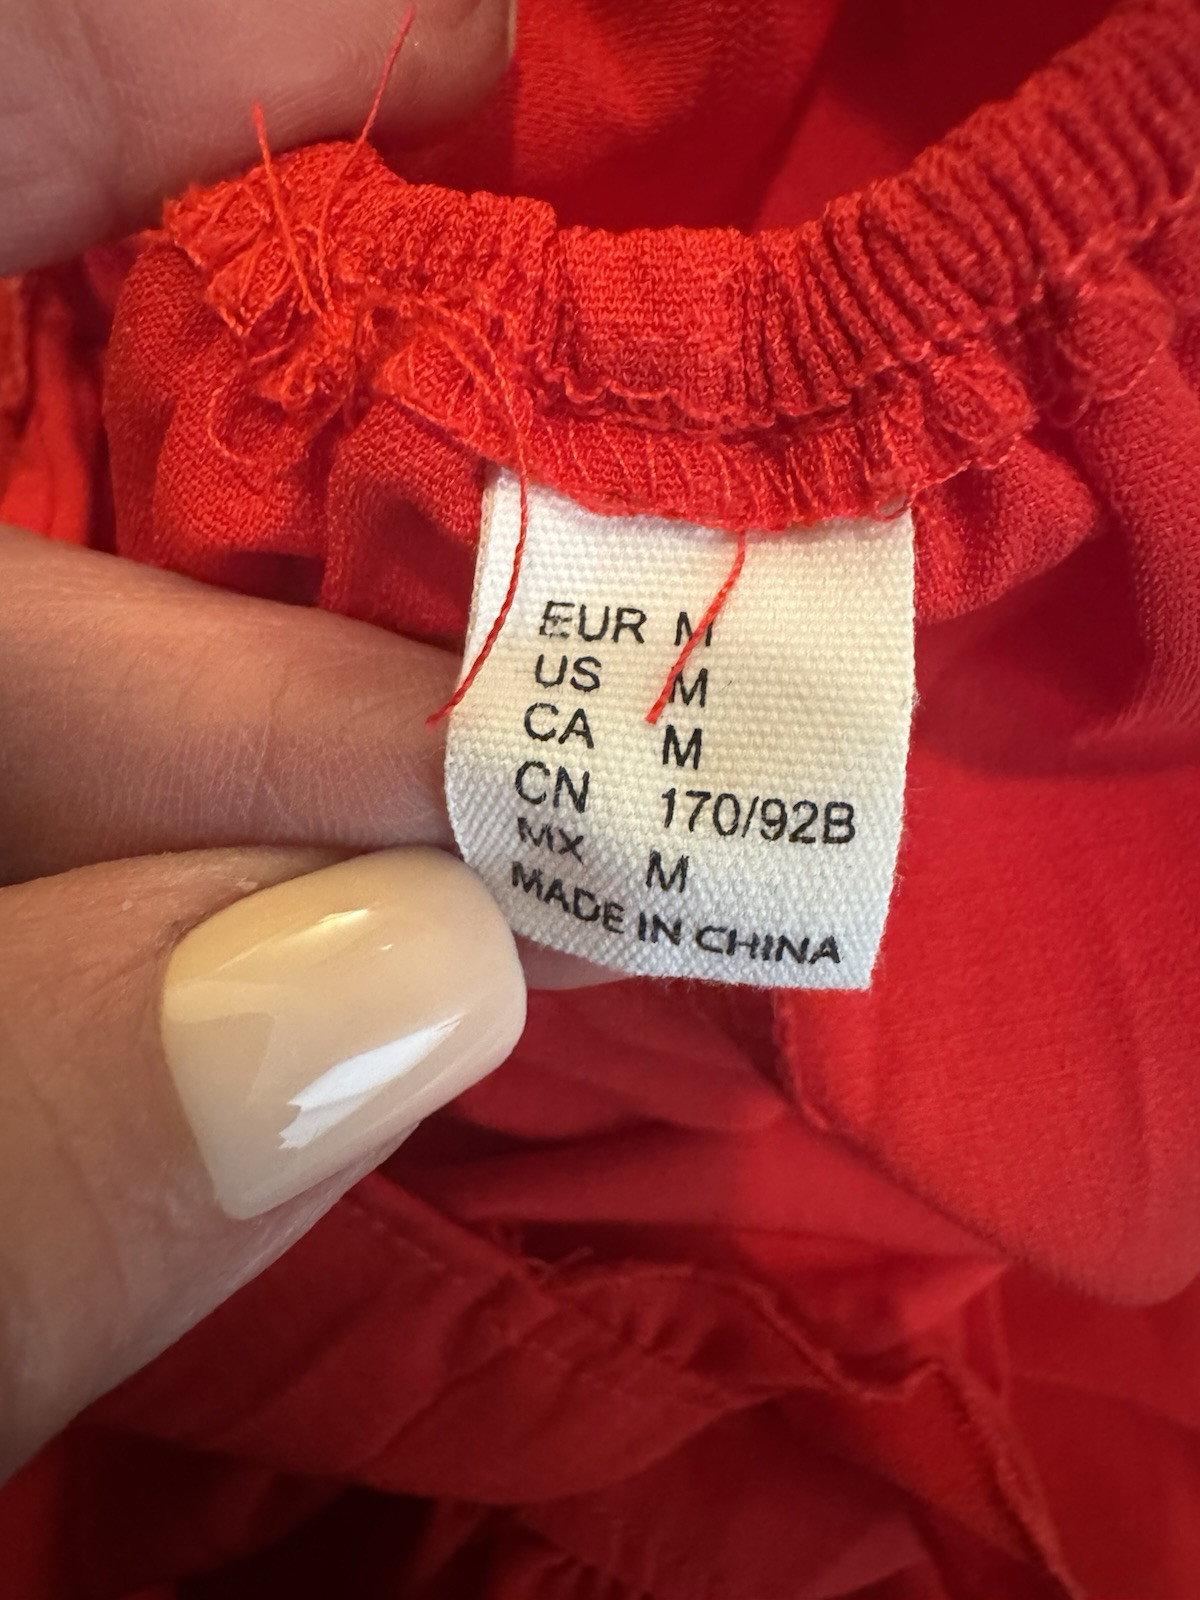 EUR M
US M
CA M
CN 170/92B
MX M
MADE IN CHINA